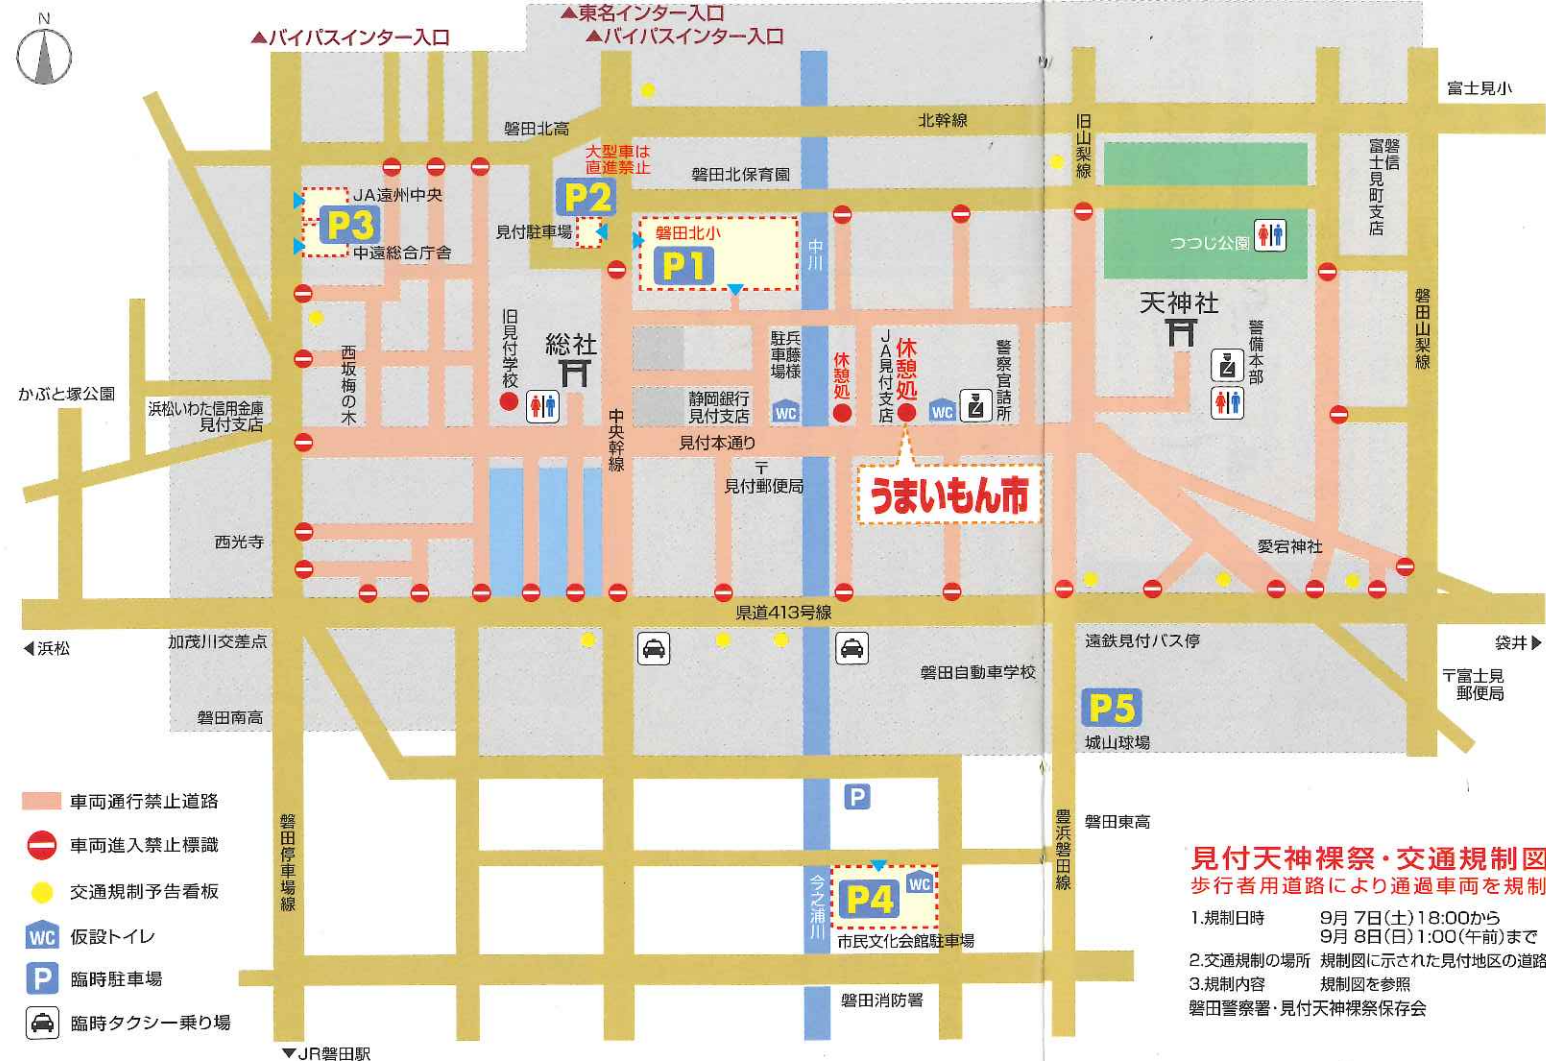 N
▲東名インター入口
▲バイパスインター入口
▲バイパスインター入口
富士見小
磐田北高
北幹線
旧山梨線
大型車は
直進禁止
磐田北保育園
磐信
富士見町支店
JA遠州中央
P3
中遠総合庁舎
P2
見付駐車場
磐田北小
P1
中川
つつじ公園
天神社
警備本部
磐田山梨線
旧見付学校
総社
西坂梅の木
兵藤様
駐車場
休憩処
JA見付支店
休憩処
警察官詰所
かぶと塚公園
浜松いわた信用金庫
見付支店
静岡銀行
見付支店
WC
WC
中央幹線
見付本通り
〒
見付郵便局
うまいもん市
西光寺
愛宕神社
県道413号線
◀浜松
加茂川交差点
遠鉄見付バス停
袋井▶
磐田自動車学校
〒富士見
郵便局
磐田南高
P5
城山球場
P
磐田停車場線
豊浜磐田線
磐田東高
今之浦川
P4
WC
市民文化会館駐車場
磐田消防署
▼JR磐田駅
車両通行禁止道路
車両進入禁止標識
交通規制予告看板
WC 仮設トイレ
P 臨時駐車場
臨時タクシー乗り場
見付天神裸祭・交通規制図
歩行者用道路により通過車両を規制
1.規制日時 9月 7日(土)18:00から
9月 8日(日)1:00(午前)まで
2.交通規制の場所 規制図に示された見付地区の道路
3.規制内容 規制図を参照
磐田警察署・見付天神裸祭保存会